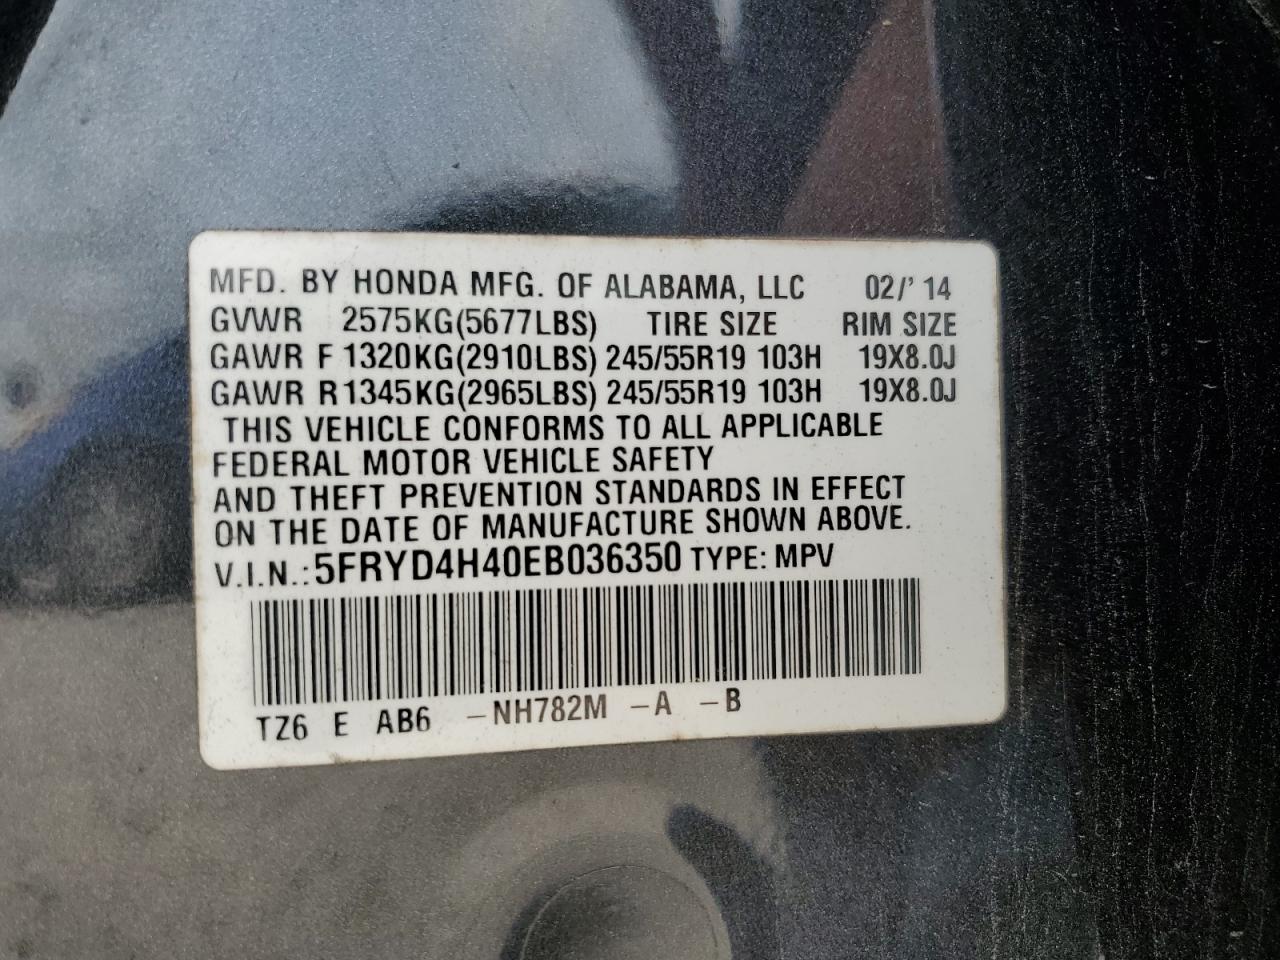 MFD. BY HONDA MFG. OF ALABAMA, LLC 02/' 14
GVWR 2575KG(5677LBS) TIRE SIZE RIM SIZE
GAWR F 1320KG(2910LBS) 245/55R19 103H 19X8.0J
GAWR R 1345KG(2965LBS) 245/55R19 103H 19X8.0J
THIS VEHICLE CONFORMS TO ALL APPLICABLE
FEDERAL MOTOR VEHICLE SAFETY
AND THEFT PREVENTION STANDARDS IN EFFECT
ON THE DATE OF MANUFACTURE SHOWN ABOVE.
V.I.N.: 5FRYD4H40EB036350 TYPE: MPV
TZ6 E AB6 -NH782M -A -B